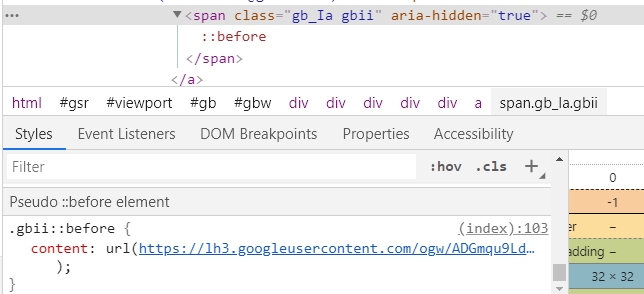 ••• ▼<span class="gb_Ia gbii" aria-hidden="true"> == $0
::before
</span>
</a>
html #gsr #viewport #gb #gbw div div div div div a span.gb_Ia.gbii
Styles Event Listeners DOM Breakpoints Properties Accessibility
Filter :hov .cls +
0
Pseudo ::before element
-1
.gbii::before { (index):103
er –
content: url(https://lh3.googleusercontent.com/ogw/ADGmqu9Ld…
adding –
);
32 × 32
}